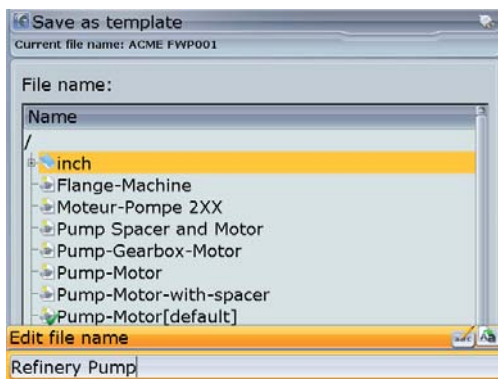 Save as template
Current file name: ACME FWP001
File name:
Name
/
inch
Flange-Machine
Moteur-Pompe 2XX
Pump Spacer and Motor
Pump-Gearbox-Motor
Pump-Motor
Pump-Motor-with-spacer
Pump-Motor[default]
Edit file name
Refinery Pump